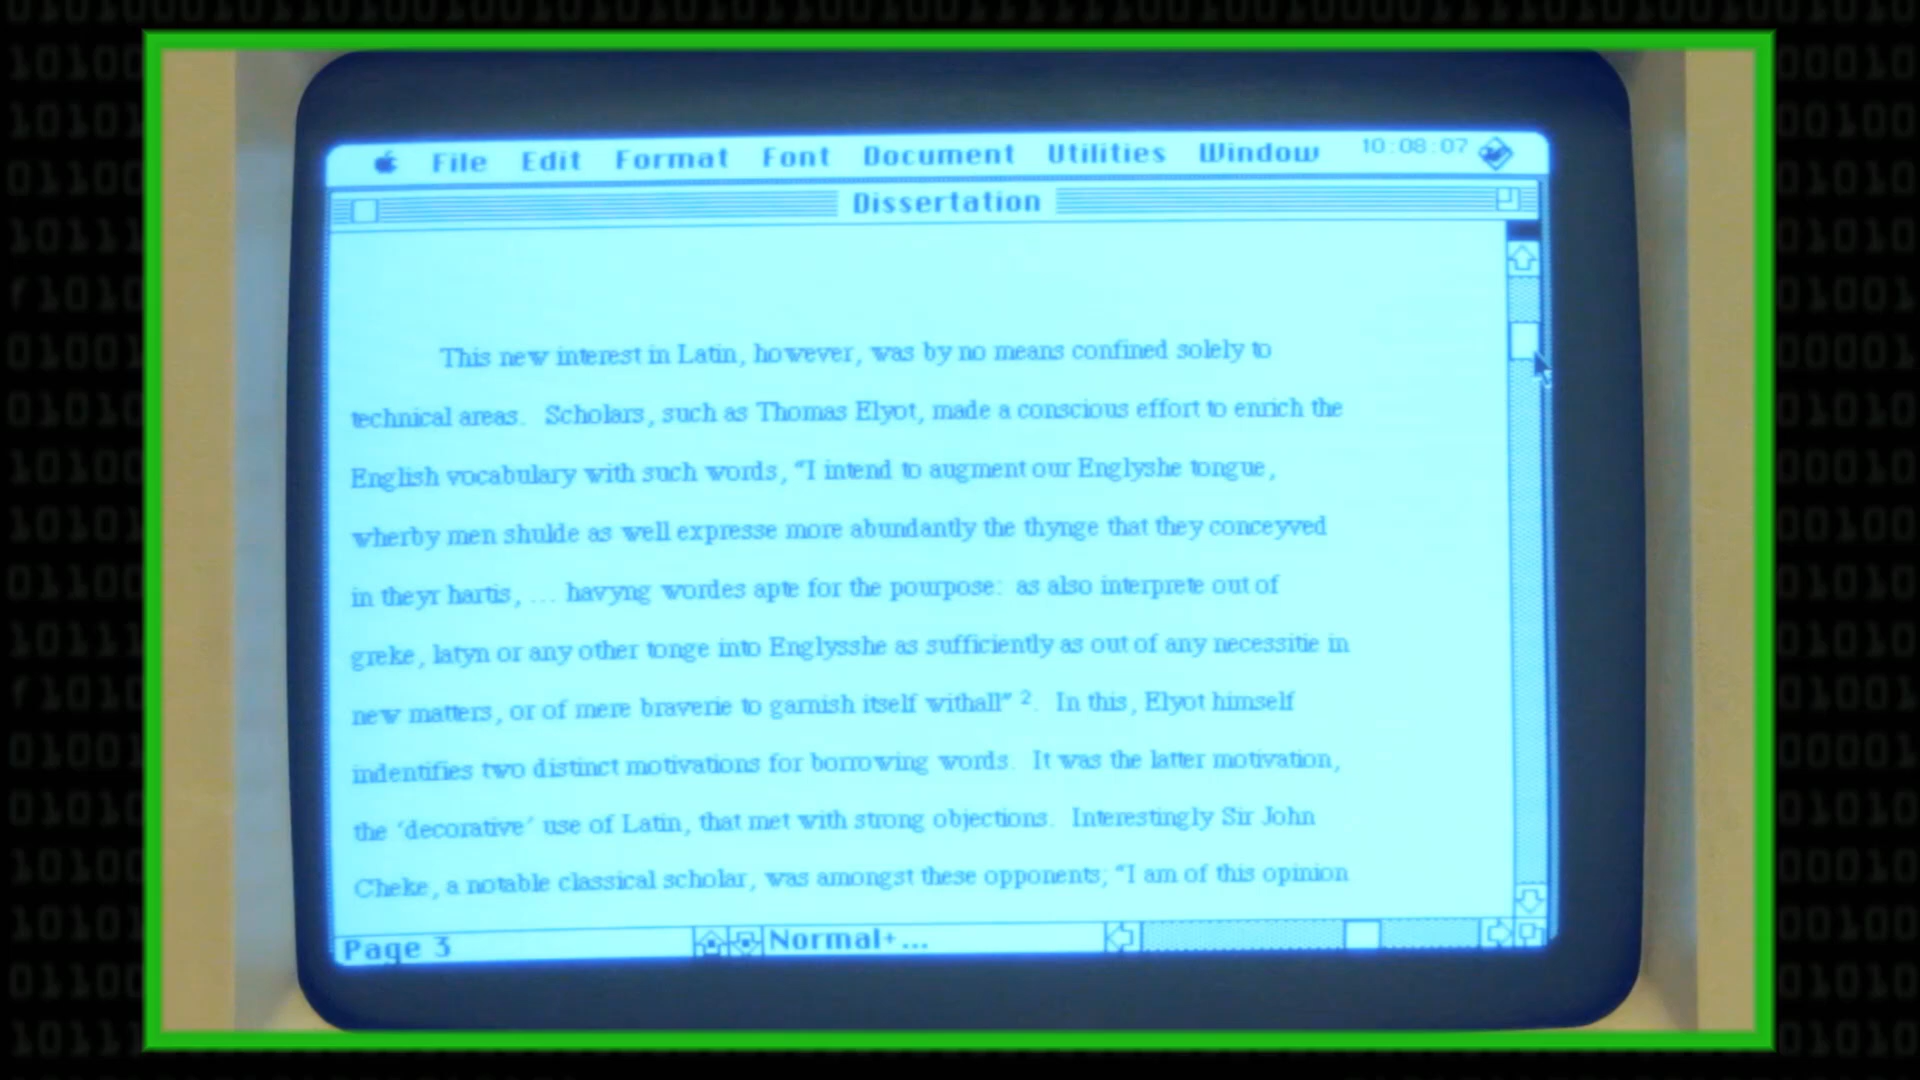 File Edit Format Font Document Utilities Window 10:08:07
Dissertation
This new interest in Latin, however, was by no means confined solely to
technical areas. Scholars, such as Thomas Elyot, made a conscious effort to enrich the
English vocabulary with such words, “I intend to augment our Englyshe tongue,
wherby men shulde as well expresse more abundantly the thynge that they conceyved
in theyr hartis, ... havyng wordes apte for the pourpose: as also interprete out of
greke, latyn or any other tonge into Englysshe as sufficiently as out of any necessitie in
new matters, or of mere braverie to garnish itself withall” ². In this, Elyot himself
indentifies two distinct motivations for borrowing words. It was the latter motivation,
the ‘decorative’ use of Latin, that met with strong objections. Interestingly Sir John
Cheke, a notable classical scholar, was amongst these opponents; “I am of this opinion
Page 3 Normal+...